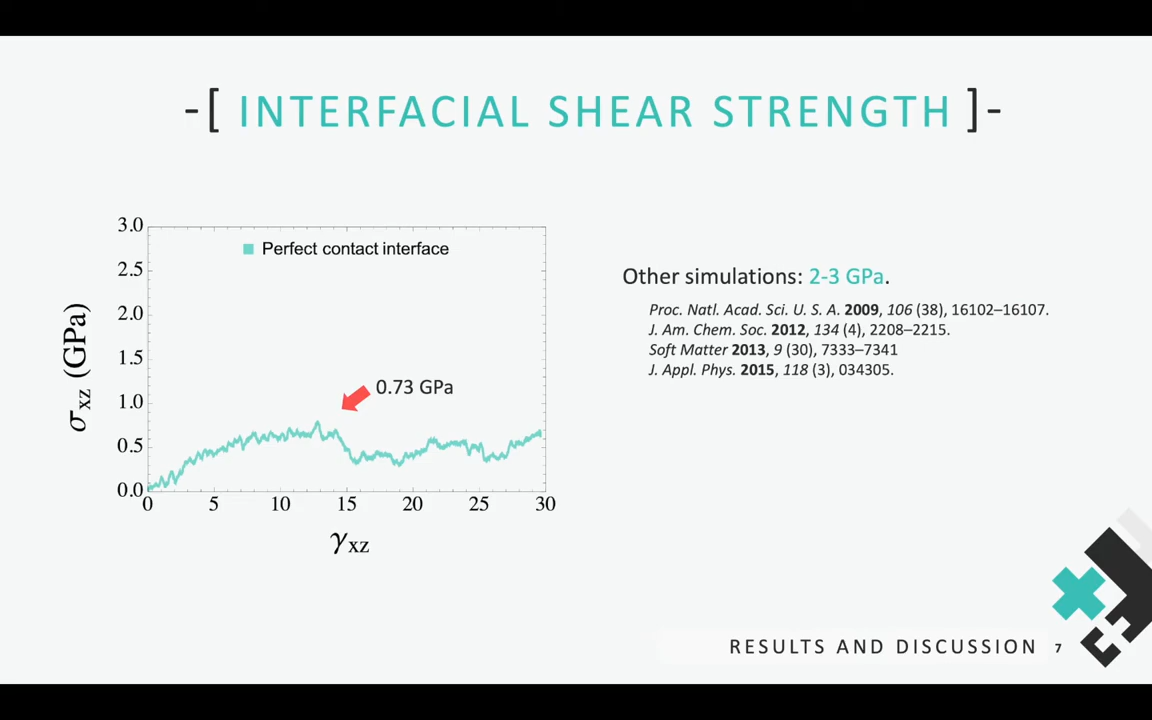 -[ INTERFACIAL SHEAR STRENGTH ]-
3.0
2.5
2.0
1.5
1.0
0.5
0.0
σxz (GPa)
Perfect contact interface
0.73 GPa
0 5 10 15 20 25 30
γxz
Other simulations: 2-3 GPa.
Proc. Natl. Acad. Sci. U. S. A. 2009, 106 (38), 16102–16107.
J. Am. Chem. Soc. 2012, 134 (4), 2208–2215.
Soft Matter 2013, 9 (30), 7333–7341
J. Appl. Phys. 2015, 118 (3), 034305.
RESULTS AND DISCUSSION 7